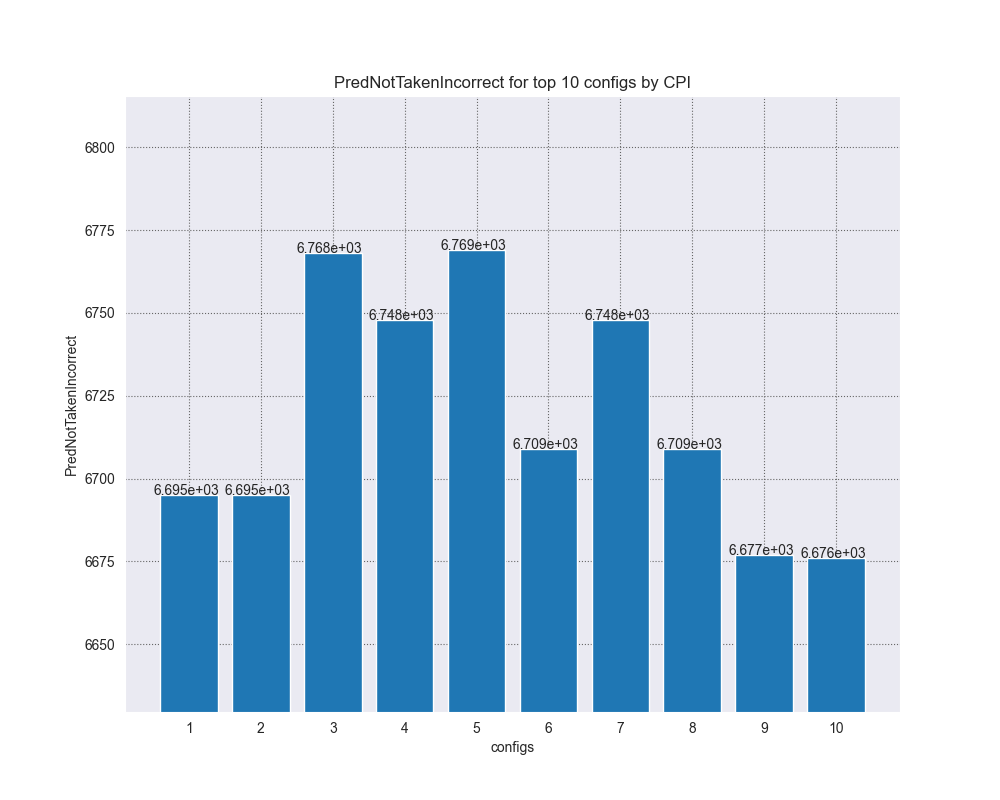 PredNotTakenIncorrect for top 10 configs by CPI
6800
6775
6750
6725
6700
6675
6650
PredNotTakenIncorrect
6.695e+03
6.695e+03
6.768e+03
6.748e+03
6.769e+03
6.709e+03
6.748e+03
6.709e+03
6.677e+03
6.676e+03
1 2 3 4 5 6 7 8 9 10
configs